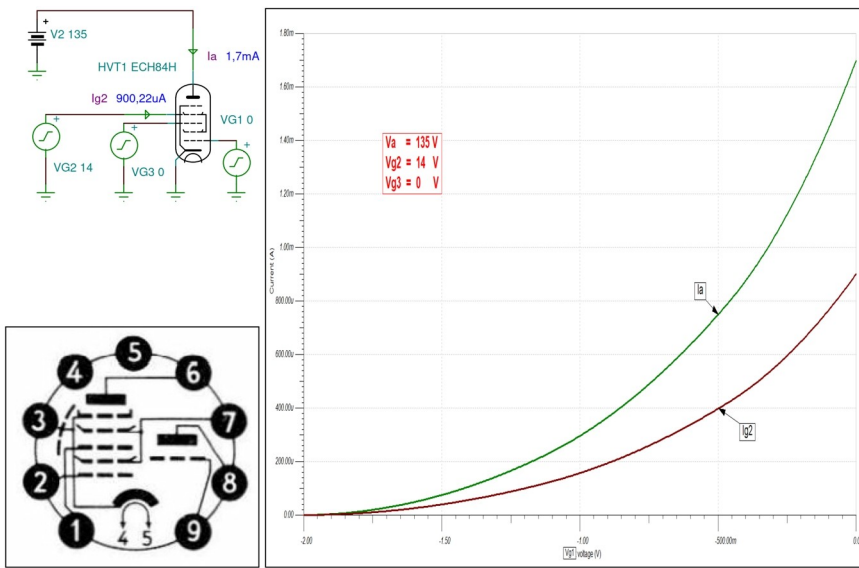 V2 135
Ia 1,7mA
HVT1 ECH84H
Ig2 900,22uA
VG1 0
VG2 14
VG3 0
Va = 135 V
Vg2 = 14 V
Vg3 = 0 V
1.80m
1.60m
1.40m
1.20m
1.00m
800.00u
600.00u
400.00u
200.00u
0.00
Current (A)
Ia
Ig2
-2.00
-1.50
-1.00
-500.00m
0.0
Vg1 voltage (V)
5
4
6
3
7
2
8
1
4 5
9